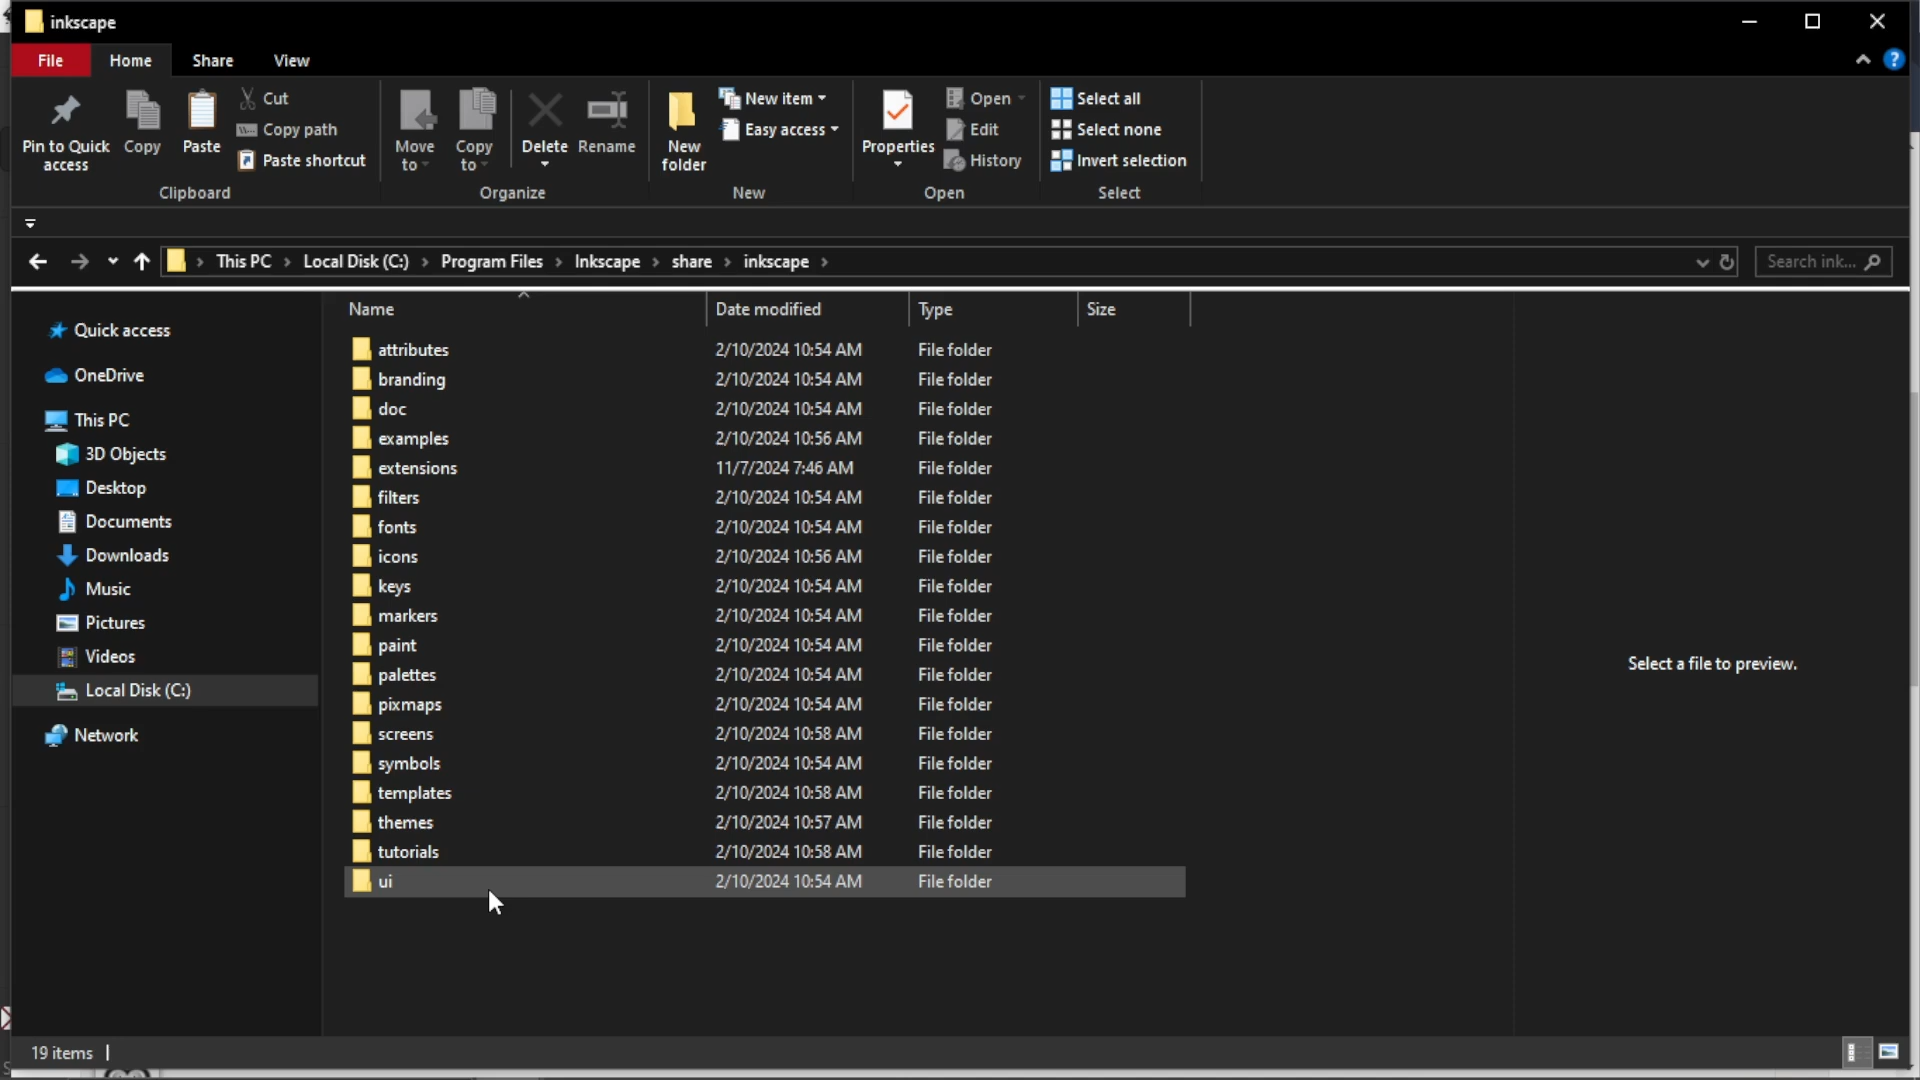 inkscape
File Home Share View
Pin to Quick access
Copy
Paste
Cut
Copy path
Paste shortcut
Clipboard
Move to
Copy to
Delete
Rename
Organize
New folder
New item
Easy access
New
Properties
Open
Edit
History
Open
Select all
Select none
Invert selection
Select
This PC > Local Disk (C:) > Program Files > Inkscape > share > inkscape >
Search ink...
Quick access
OneDrive
This PC
3D Objects
Desktop
Documents
Downloads
Music
Pictures
Videos
Local Disk (C:)
Network
Name Date modified Type Size
attributes 2/10/2024 10:54 AM File folder
branding 2/10/2024 10:54 AM File folder
doc 2/10/2024 10:54 AM File folder
examples 2/10/2024 10:56 AM File folder
extensions 11/7/2024 7:46 AM File folder
filters 2/10/2024 10:54 AM File folder
fonts 2/10/2024 10:54 AM File folder
icons 2/10/2024 10:56 AM File folder
keys 2/10/2024 10:54 AM File folder
markers 2/10/2024 10:54 AM File folder
paint 2/10/2024 10:54 AM File folder
palettes 2/10/2024 10:54 AM File folder
pixmaps 2/10/2024 10:54 AM File folder
screens 2/10/2024 10:58 AM File folder
symbols 2/10/2024 10:54 AM File folder
templates 2/10/2024 10:58 AM File folder
themes 2/10/2024 10:57 AM File folder
tutorials 2/10/2024 10:58 AM File folder
ui 2/10/2024 10:54 AM File folder
Select a file to preview.
19 items